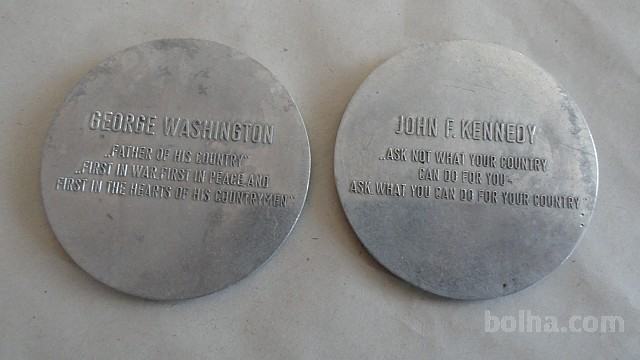 GEORGE WASHINGTON
„FATHER OF HIS COUNTRY"
„FIRST IN WAR, FIRST IN PEACE, AND
FIRST IN THE HEARTS OF HIS COUNTRYMEN"
JOHN F. KENNEDY
„ASK NOT WHAT YOUR COUNTRY
CAN DO FOR YOU-
ASK WHAT YOU CAN DO FOR YOUR COUNTRY"
bolha.com